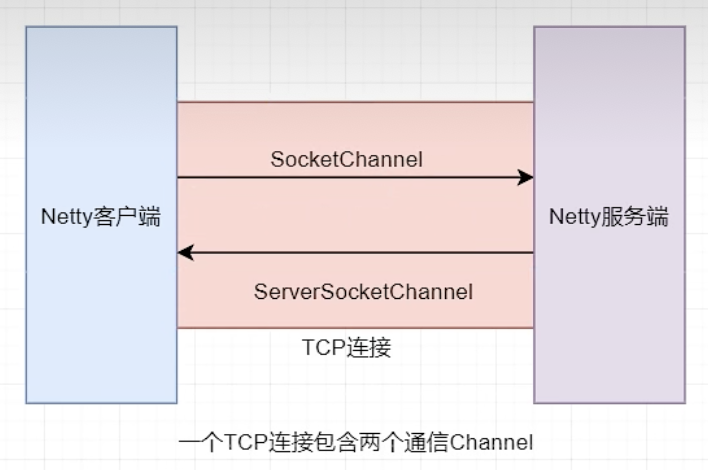 SocketChannel
Netty客户端
Netty服务端
ServerSocketChannel
TCP连接
一个TCP连接包含两个通信Channel